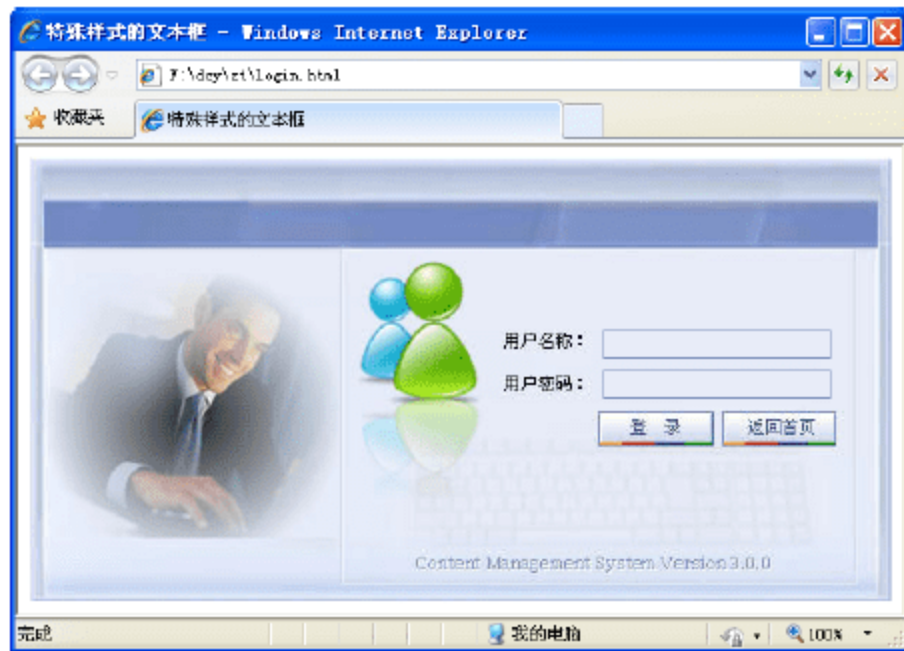 特殊样式的文本框 - Windows Internet Explorer
F:\dcy\zt\login.html
收藏夹 特殊样式的文本框
用户名称：
用户密码：
登 录 返回首页
Content Management System Version 3.0.0
完成 我的电脑 100%